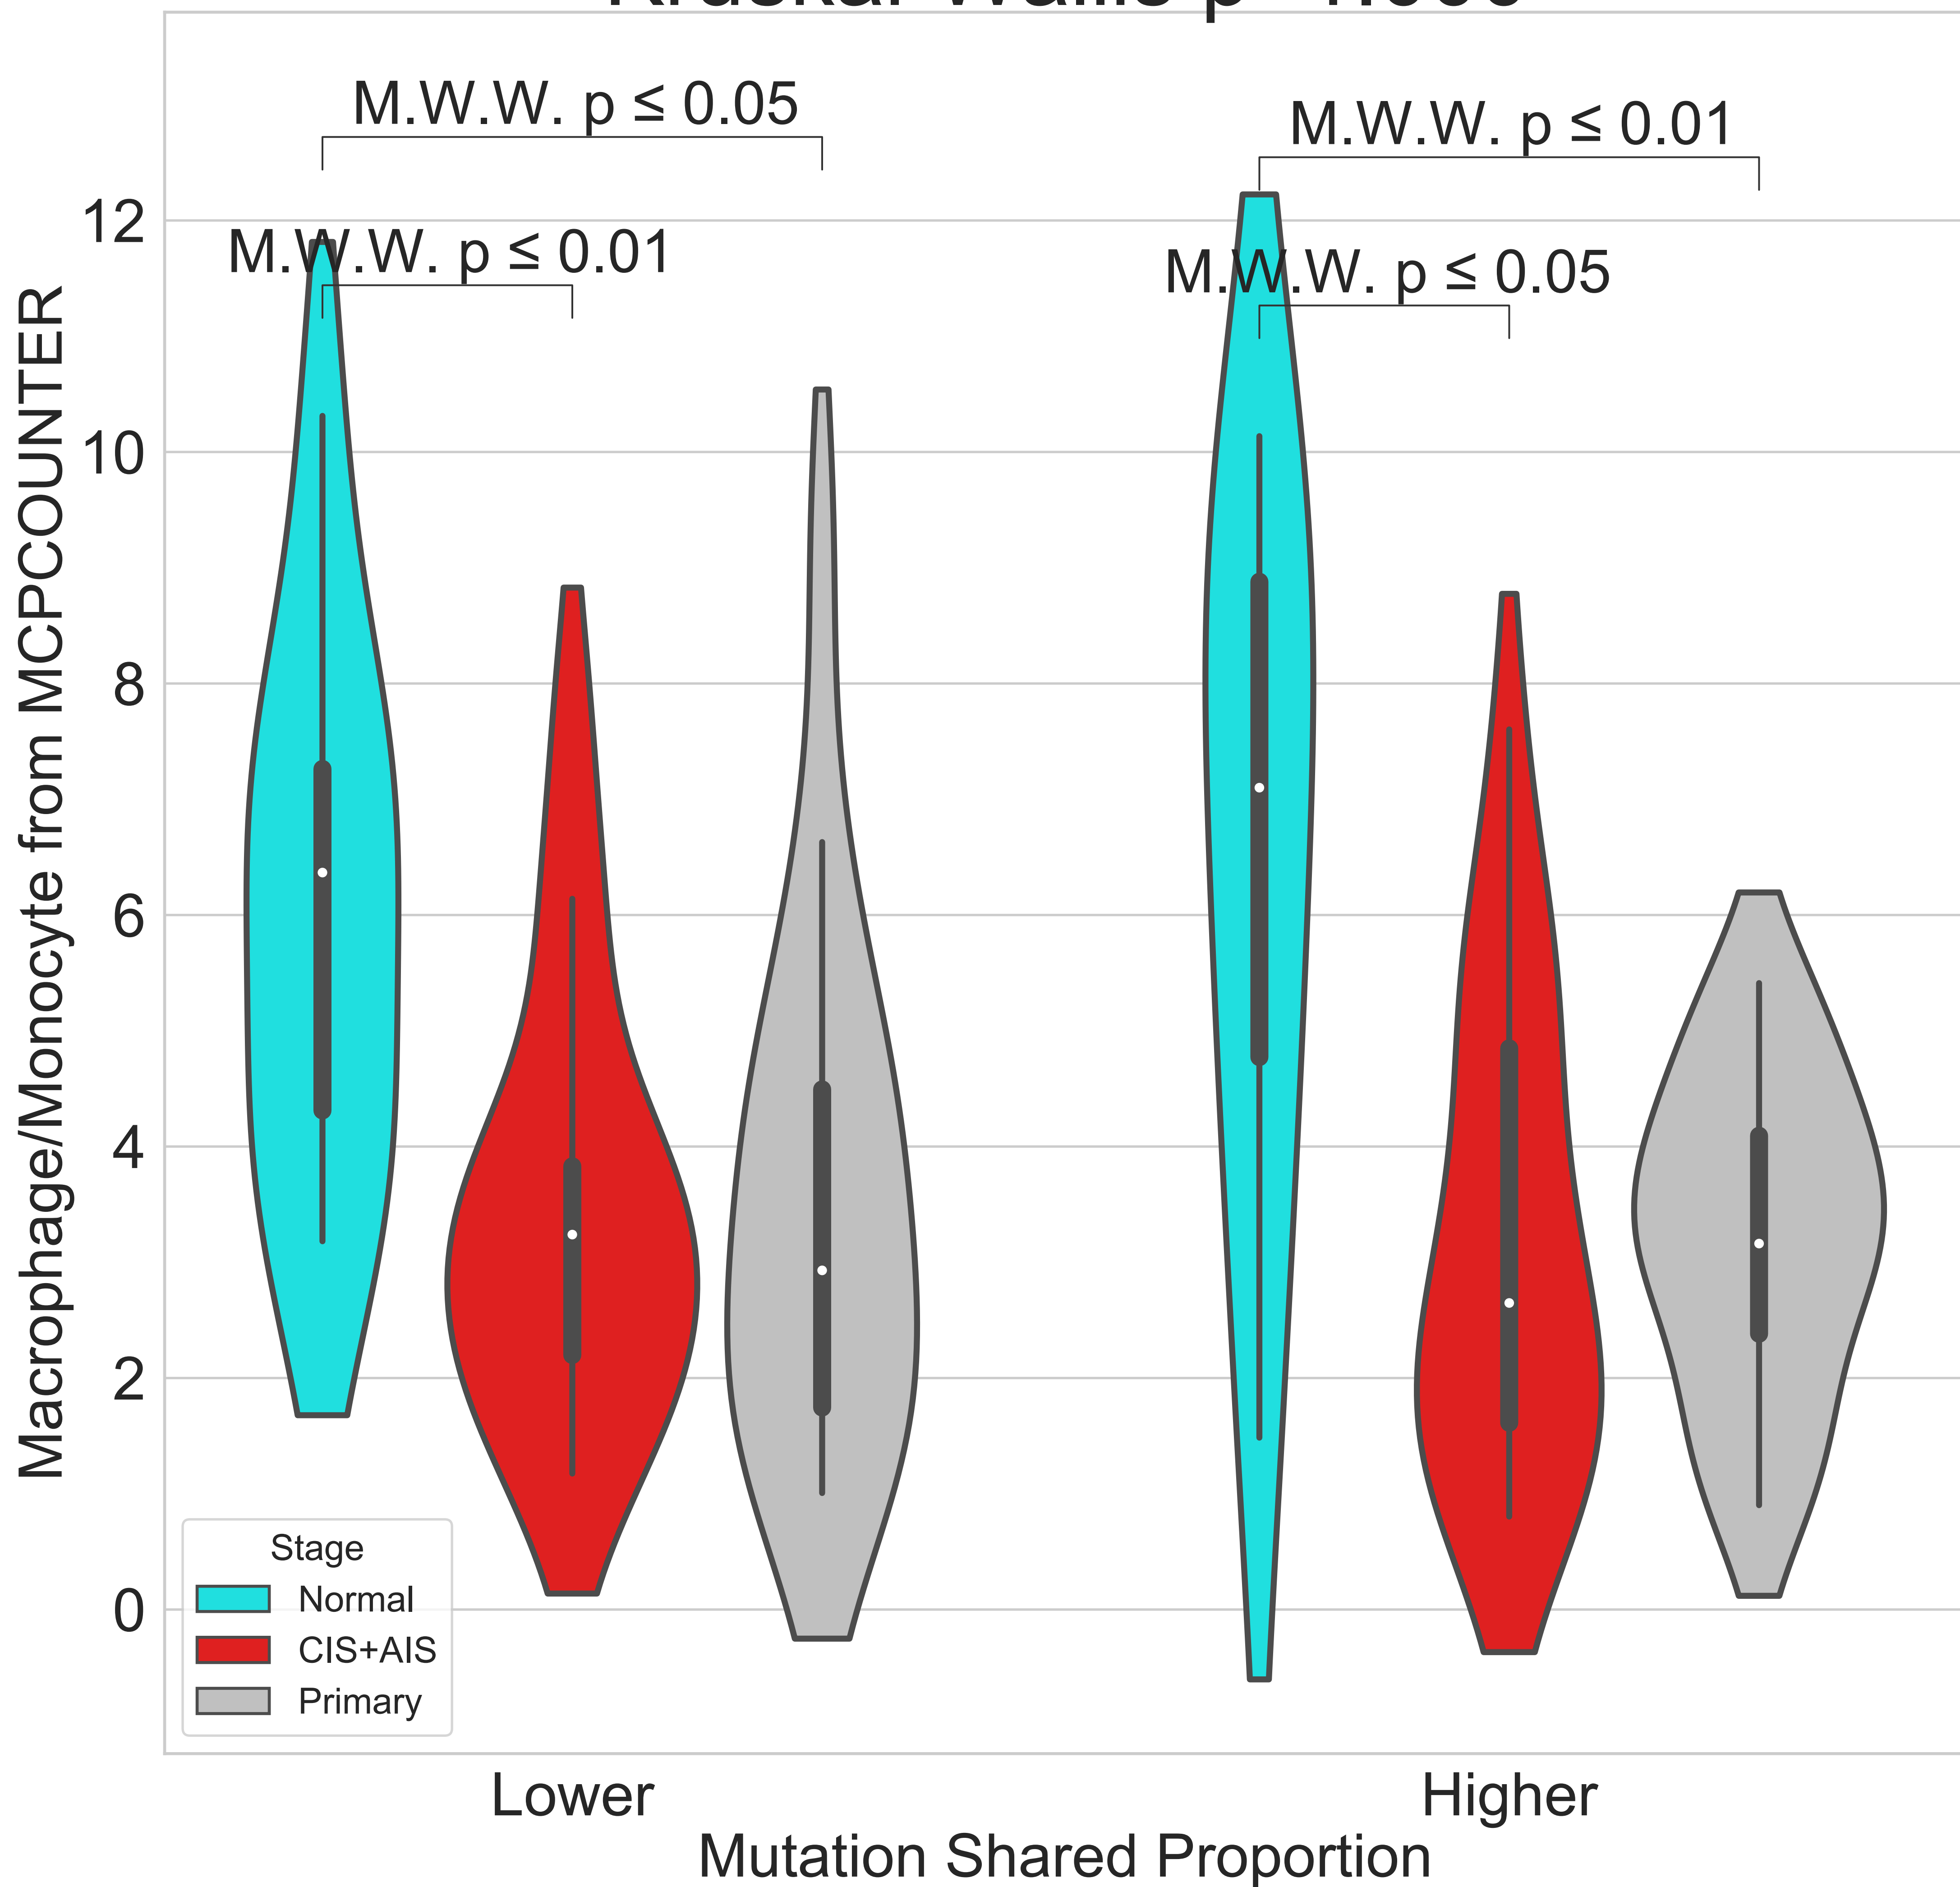 M.W.W. p ≤ 0.05
M.W.W. p ≤ 0.01
M.W.W. p ≤ 0.01
M.W.W. p ≤ 0.05
Macrophage/Monocyte from MCPCOUNTER
12
10
8
6
4
2
0
Stage
Normal
CIS+AIS
Primary
Lower
Higher
Mutation Shared Proportion